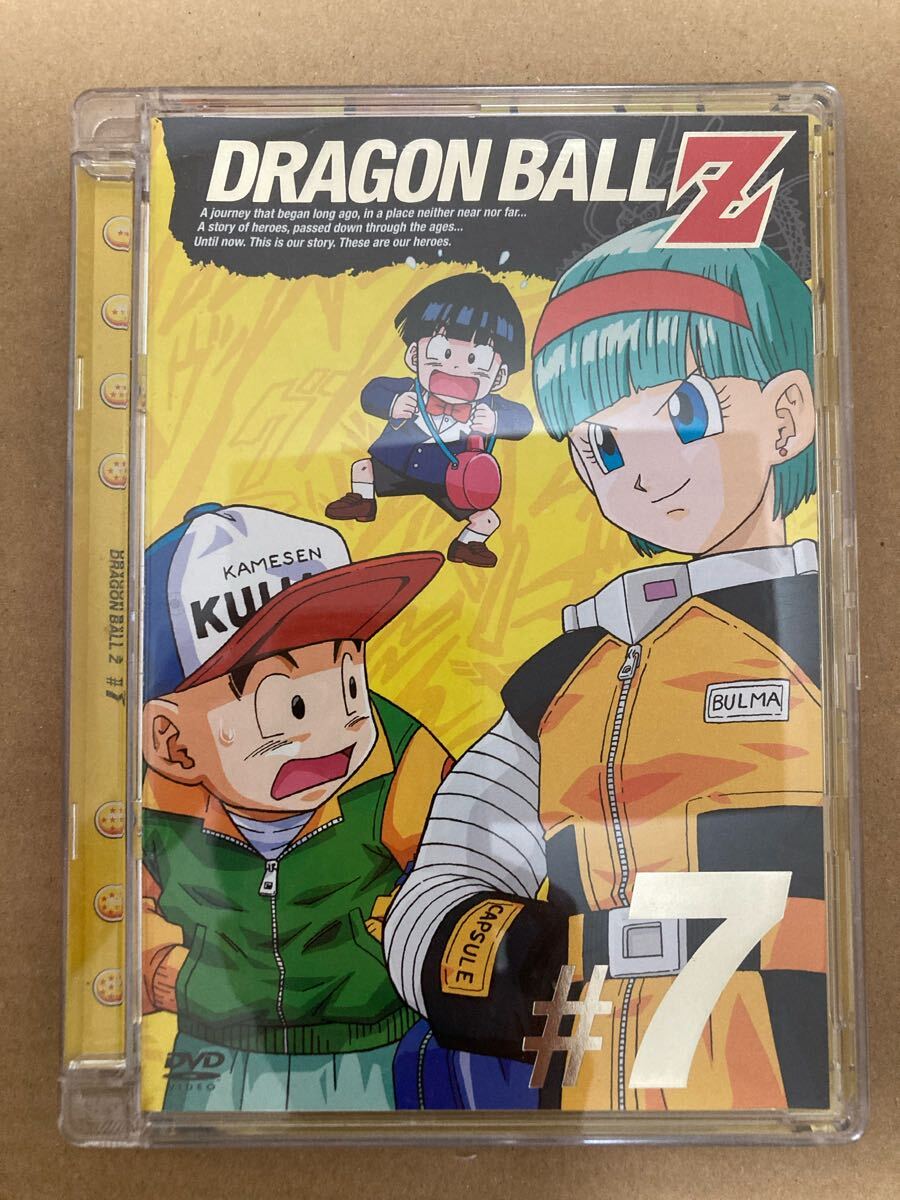 DRAGON BALL Z
A journey that began long ago, in a place neither near nor far...
A story of heroes, passed down through the ages...
Until now. This is our story. These are our heroes.
KAMESEN
BULMA
CAPSULE
#7
DVD
VIDEO
DRAGON BALL Z #7